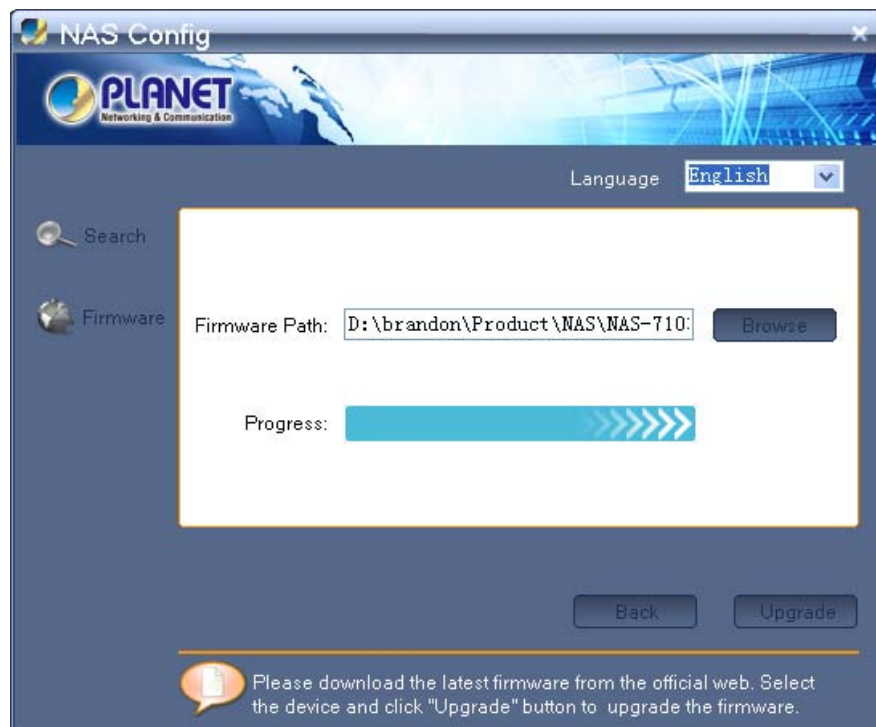 NAS Config
PLANET
Networking & Communication
Language English
Search
Firmware
Firmware Path: D:\brandon\Product\NAS\NAS-710
Browse
Progress:
Back
Upgrade
Please download the latest firmware from the official web. Select
the device and click "Upgrade" button to upgrade the firmware.